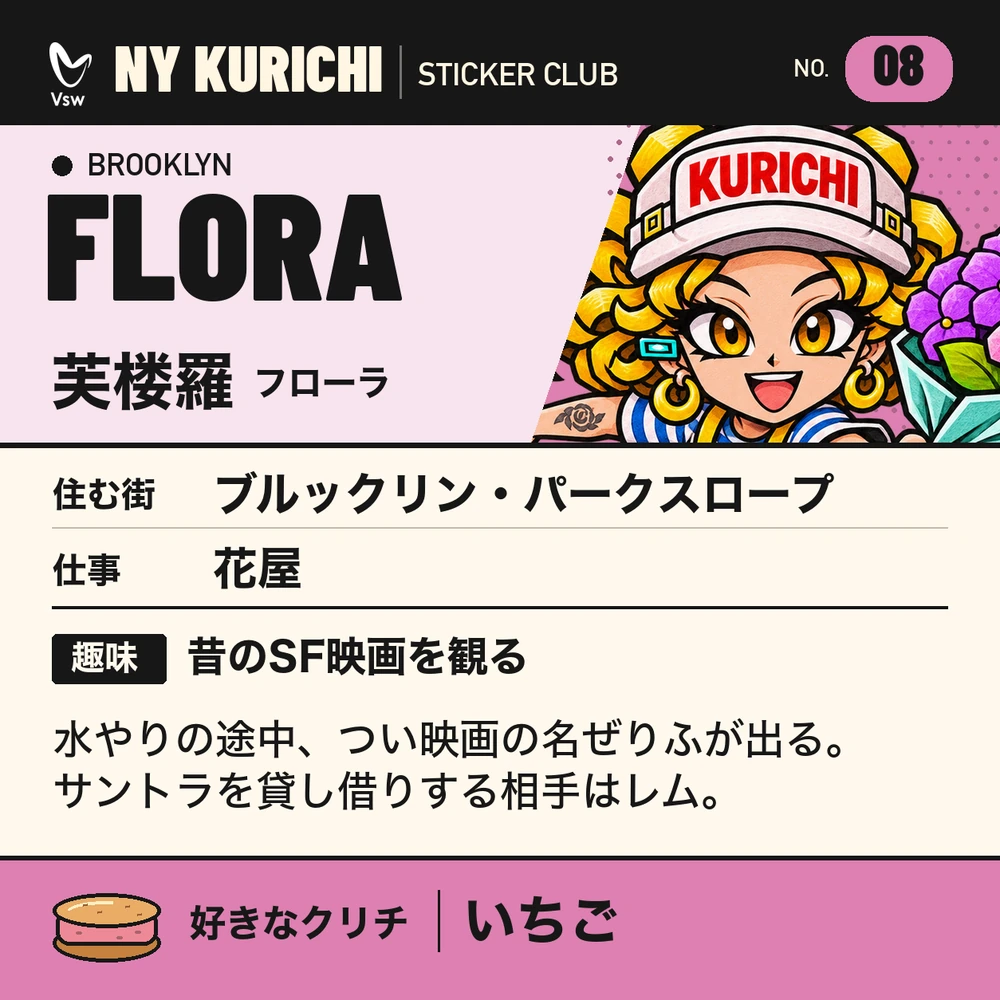 Vsw
NY KURICHI
STICKER CLUB
NO. 08
BROOKLYN
FLORA
芙楼羅 フローラ
KURICHI
住む街 ブルックリン・パークスロープ
仕事 花屋
趣味 昔のSF映画を観る
水やりの途中、つい映画の名ぜりふが出る。
サントラを貸し借りする相手はレム。
好きなクリチ いちご